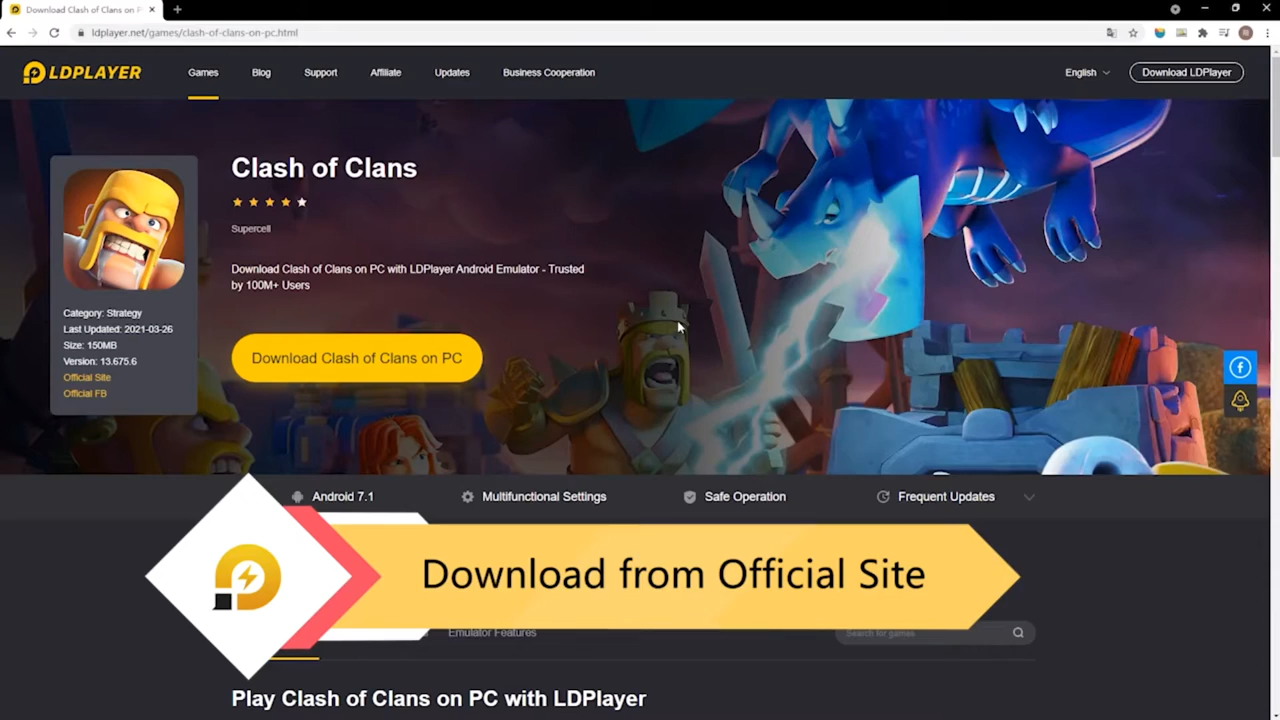 Download Clash of Clans on P
ldplayer.net/games/clash-of-clans-on-pc.html
LDPLAYER
Games
Blog
Support
Affiliate
Updates
Business Cooperation
English
Download LDPlayer
Clash of Clans
Supercell
Download Clash of Clans on PC with LDPlayer Android Emulator - Trusted
by 100M+ Users
Download Clash of Clans on PC
Category: Strategy
Last Updated: 2021-03-26
Size: 150MB
Version: 13.675.6
Official Site
Official FB
Android 7.1
Multifunctional Settings
Safe Operation
Frequent Updates
Download from Official Site
Emulator Features
Search for games
Play Clash of Clans on PC with LDPlayer